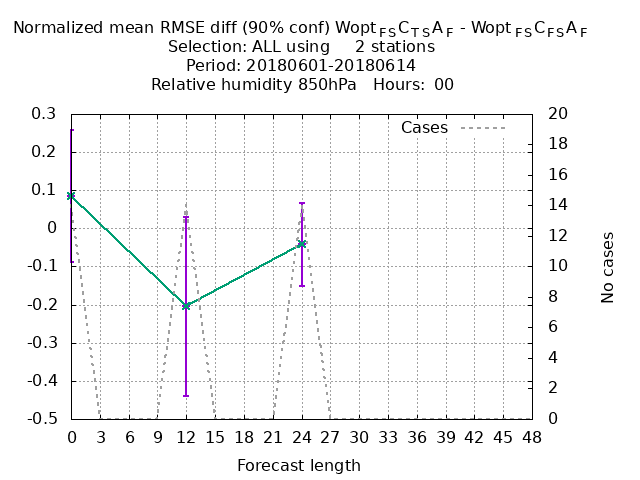 Normalized mean RMSE diff (90% conf) Wopt FS C TS A F - Wopt FS C FS A F
Selection: ALL using 2 stations
Period: 20180601-20180614
Relative humidity 850hPa Hours: 00
Cases
0.3
0.2
0.1
0
-0.1
-0.2
-0.3
-0.4
-0.5
20
18
16
14
12
10
8
6
4
2
0
No cases
0 3 6 9 12 15 18 21 24 27 30 33 36 39 42 45 48
Forecast length